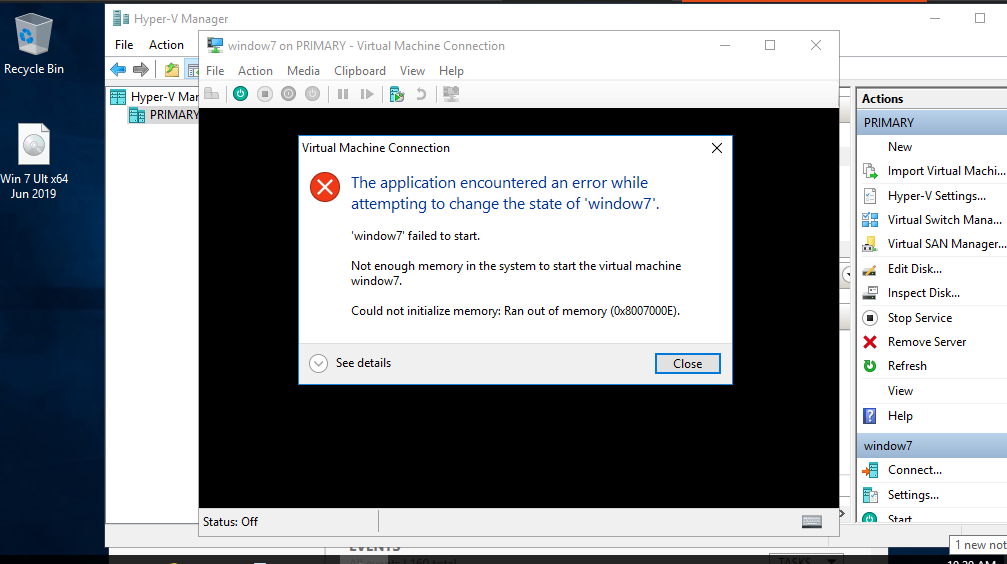 Recycle Bin
Win 7 Ult x64
Jun 2019
Hyper-V Manager
File Action
Hyper-V Mar
PRIMARY
window7 on PRIMARY - Virtual Machine Connection
File Action Media Clipboard View Help
Virtual Machine Connection
The application encountered an error while
attempting to change the state of 'window7'.
'window7' failed to start.
Not enough memory in the system to start the virtual machine
window7.
Could not initialize memory: Ran out of memory (0x8007000E).
See details
Close
Status: Off
Actions
PRIMARY
New
Import Virtual Machi...
Hyper-V Settings...
Virtual Switch Mana...
Virtual SAN Manager...
Edit Disk...
Inspect Disk...
Stop Service
Remove Server
Refresh
View
Help
window7
Connect...
Settings...
Start
1 new not
EVENTS
TASKS